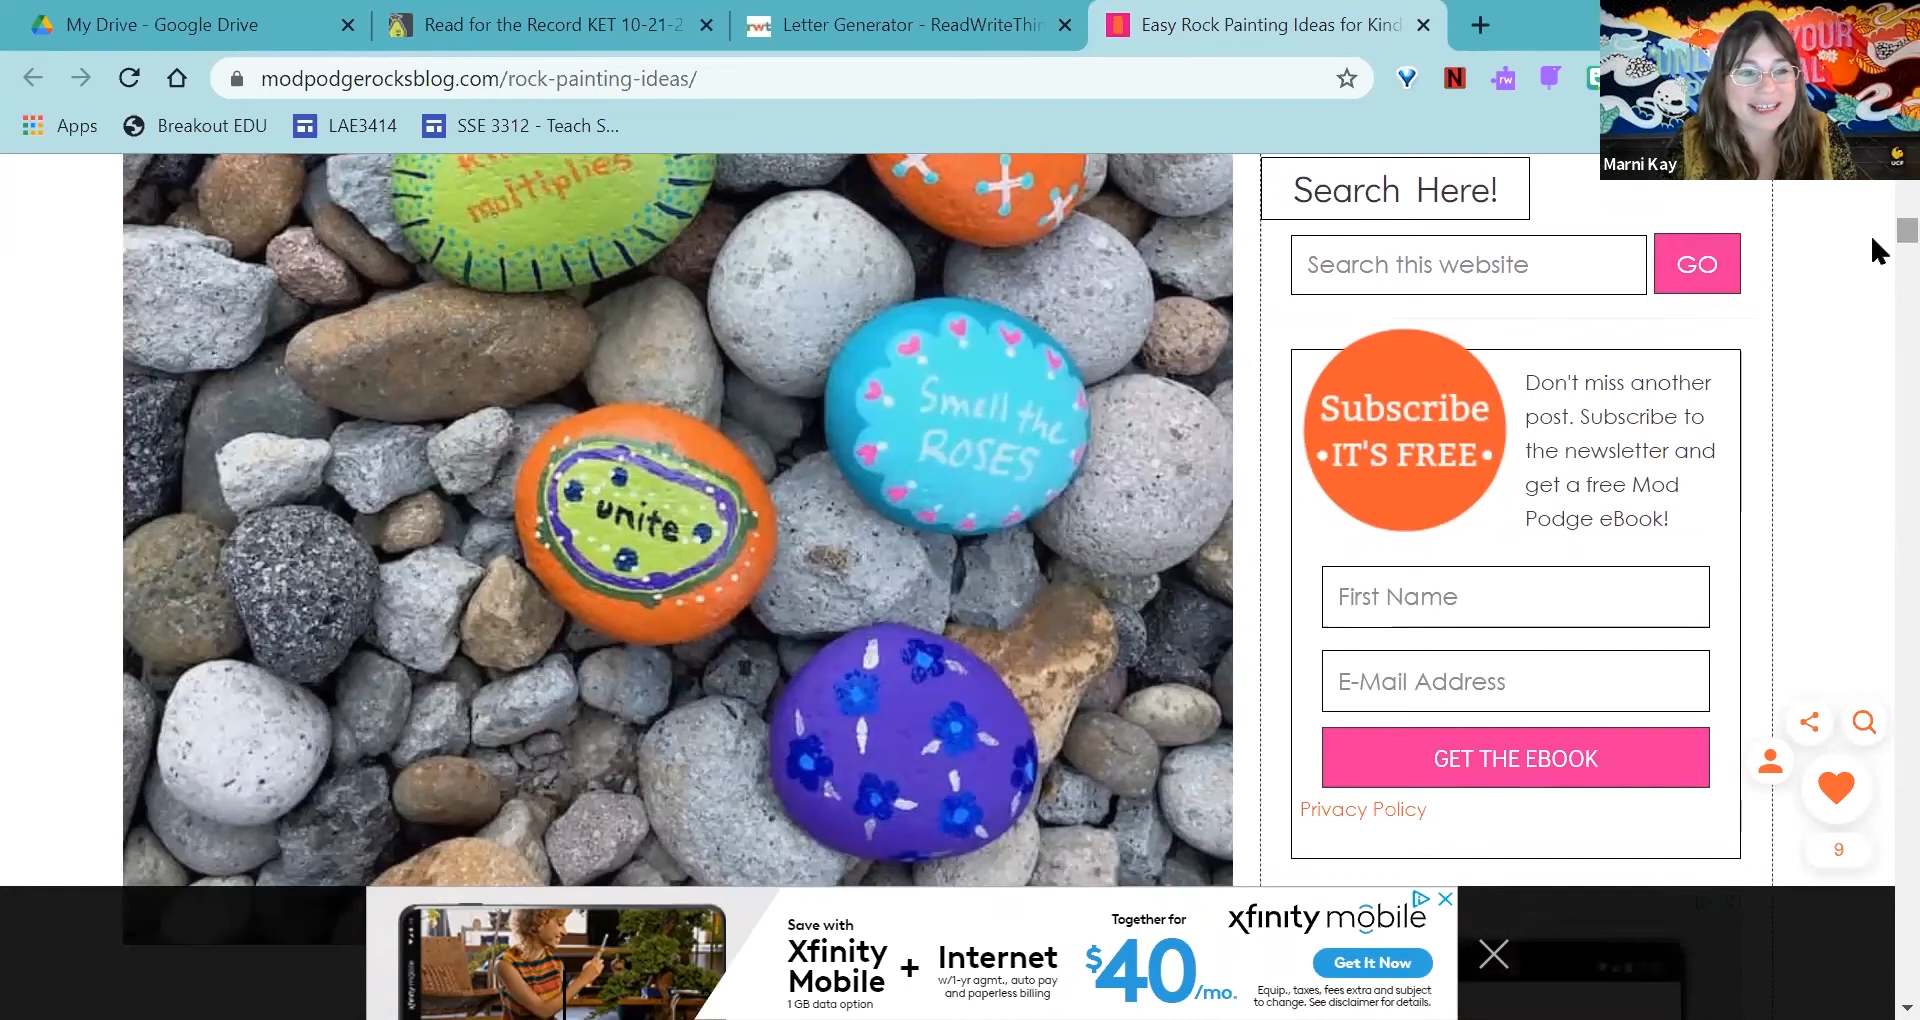 My Drive - Google Drive
Read for the Record KET 10-21-2
Letter Generator - ReadWriteThin
Easy Rock Painting Ideas for Kind
modpodgerocksblog.com/rock-painting-ideas/
N
rw
Apps
Breakout EDU
LAE3414
SSE 3312 - Teach S...
YOUR
Marni Kay
UCF
multiplies
Smell the
ROSES
unite
Search Here!
Search this website
GO
Subscribe
•IT'S FREE•
Don't miss another
post. Subscribe to
the newsletter and
get a free Mod
Podge eBook!
First Name
E-Mail Address
GET THE EBOOK
Privacy Policy
9
Save with
Xfinity
Mobile
1 GB data option
+
Internet
w/1-yr agmt., auto pay
and paperless billing
Together for
$40/mo.
xfinity mobile
Get It Now
Equip., taxes, fees extra and subject
to change. See disclaimer for details.